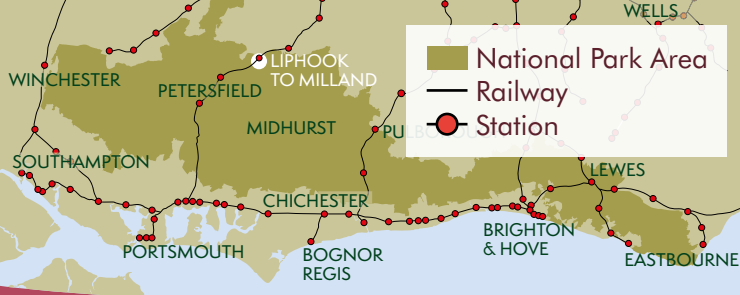 WELLS
National Park Area
Railway
Station
LIPHOOK
TO MILLAND
WINCHESTER
PETERSFIELD
MIDHURST
PULBOROUGH
SOUTHAMPTON
LEWES
CHICHESTER
PORTSMOUTH
BOGNOR
REGIS
BRIGHTON
& HOVE
EASTBOURNE